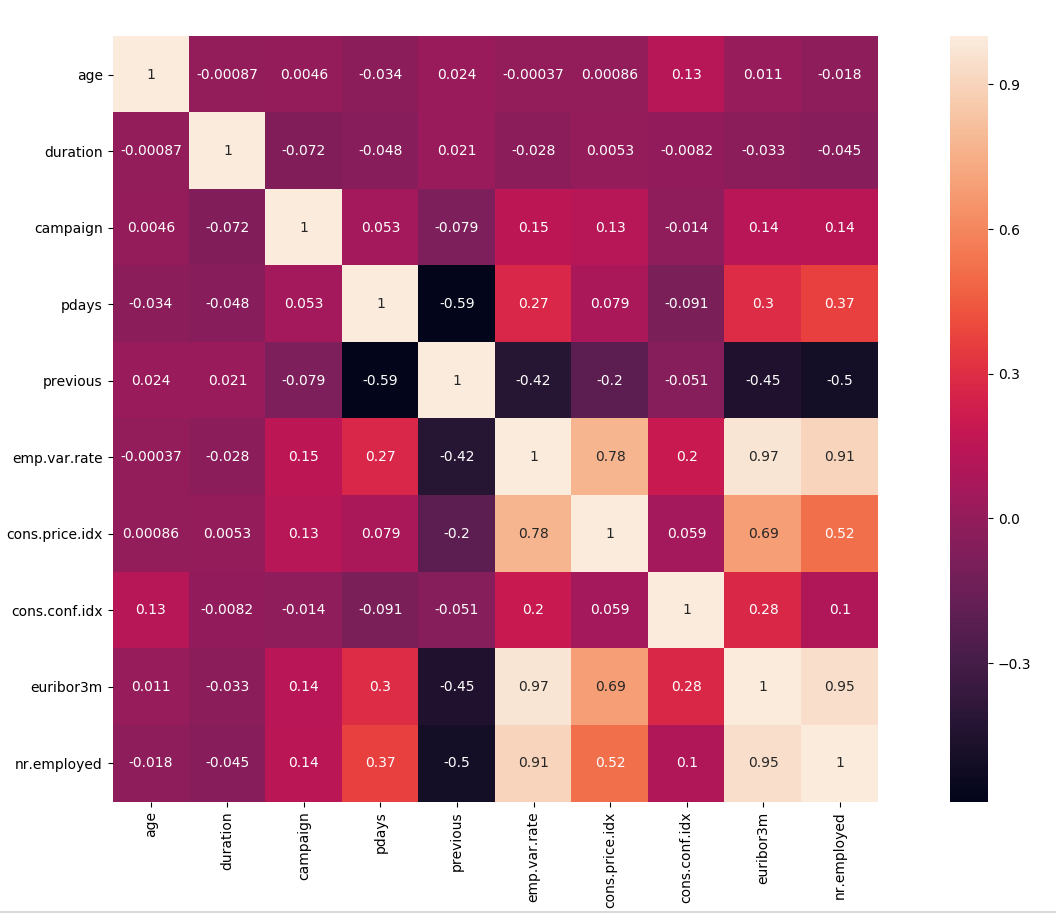 age 1 -0.00087 0.0046 -0.034 0.024 -0.00037 0.00086 0.13 0.011 -0.018
duration -0.00087 1 -0.072 -0.048 0.021 -0.028 0.0053 -0.0082 -0.033 -0.045
campaign 0.0046 -0.072 1 0.053 -0.079 0.15 0.13 -0.014 0.14 0.14
pdays -0.034 -0.048 0.053 1 -0.59 0.27 0.079 -0.091 0.3 0.37
previous 0.024 0.021 -0.079 -0.59 1 -0.42 -0.2 -0.051 -0.45 -0.5
emp.var.rate -0.00037 -0.028 0.15 0.27 -0.42 1 0.78 0.2 0.97 0.91
cons.price.idx 0.00086 0.0053 0.13 0.079 -0.2 0.78 1 0.059 0.69 0.52
cons.conf.idx 0.13 -0.0082 -0.014 -0.091 -0.051 0.2 0.059 1 0.28 0.1
euribor3m 0.011 -0.033 0.14 0.3 -0.45 0.97 0.69 0.28 1 0.95
nr.employed -0.018 -0.045 0.14 0.37 -0.5 0.91 0.52 0.1 0.95 1
age duration campaign pdays previous emp.var.rate cons.price.idx cons.conf.idx euribor3m nr.employed
0.9
0.6
0.3
0.0
−0.3